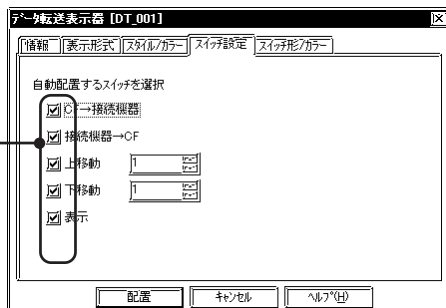 ﾃﾞｰﾀ転送表示器 [DT_001]
情報 表示形式 ｽﾀｲﾙ/ｶﾗｰ ｽｲｯﾁ設定 ｽｲｯﾁ形/ｶﾗｰ
自動配置するｽｲｯﾁを選択
CF→接続機器
接続機器→CF
上移動 1
下移動 1
表示
配置 ｷｬﾝｾﾙ ﾍﾙﾌﾟ(H)